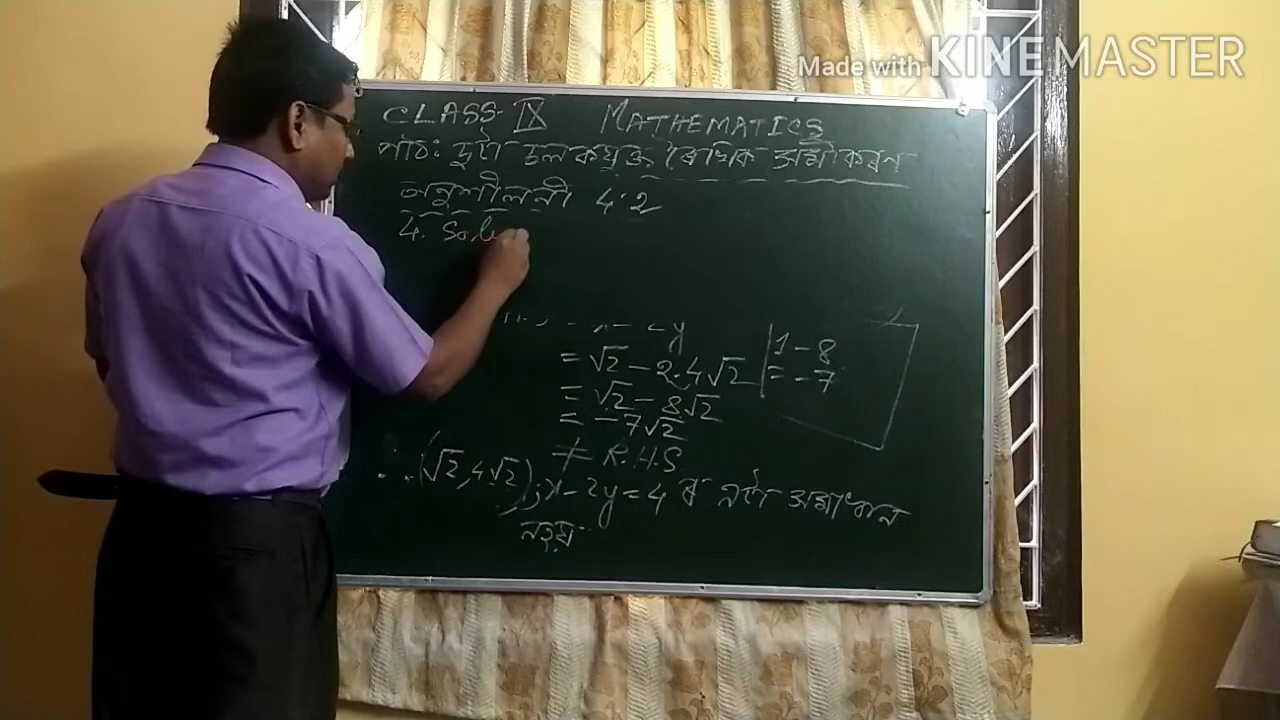 Made with KINEMASTER
CLASS-IX MATHEMATICS
পাঠ: দুটা চলকযুক্ত ৰৈখিক সমীকৰণ
অনুশীলনী 4.2
4. Sol
x-2y
= √2 - 2.4√2
= √2 - 8√2
= -7√2
≠ R.H.S
1-8
= -7
∴ (√2, 4√2); x-2y=4 ৰ এটা সমাধান
নহয়